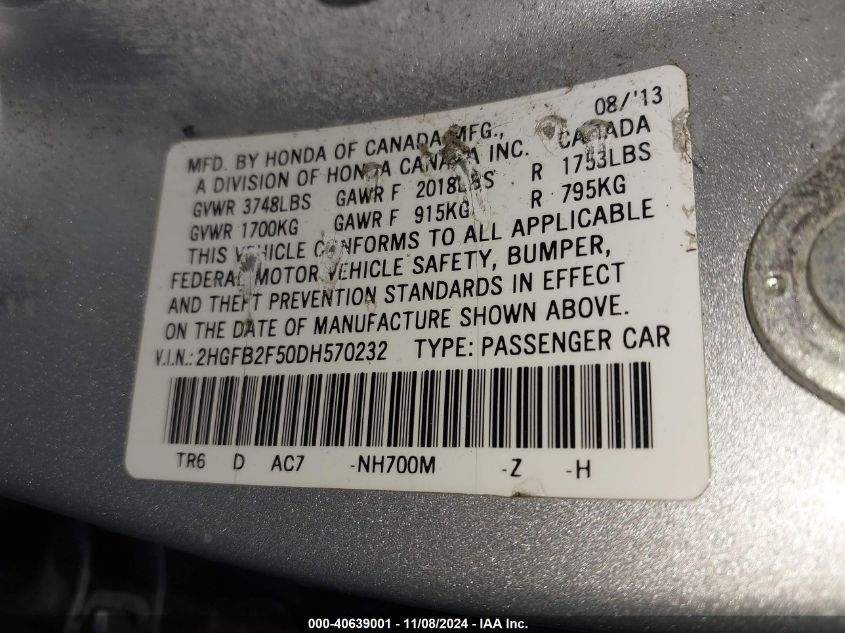 08/'13
MFD. BY HONDA OF CANADA MFG.,
A DIVISION OF HONDA CANADA INC. CANADA
GVWR 3748LBS GAWR F 2018LBS R 1753LBS
GVWR 1700KG GAWR F 915KG R 795KG
THIS VEHICLE CONFORMS TO ALL APPLICABLE
FEDERAL MOTOR VEHICLE SAFETY, BUMPER,
AND THEFT PREVENTION STANDARDS IN EFFECT
ON THE DATE OF MANUFACTURE SHOWN ABOVE.
V.I.N.: 2HGFB2F50DH570232 TYPE: PASSENGER CAR
TR6 D AC7 -NH700M -Z -H
000-40639001 - 11/08/2024 - IAA Inc.